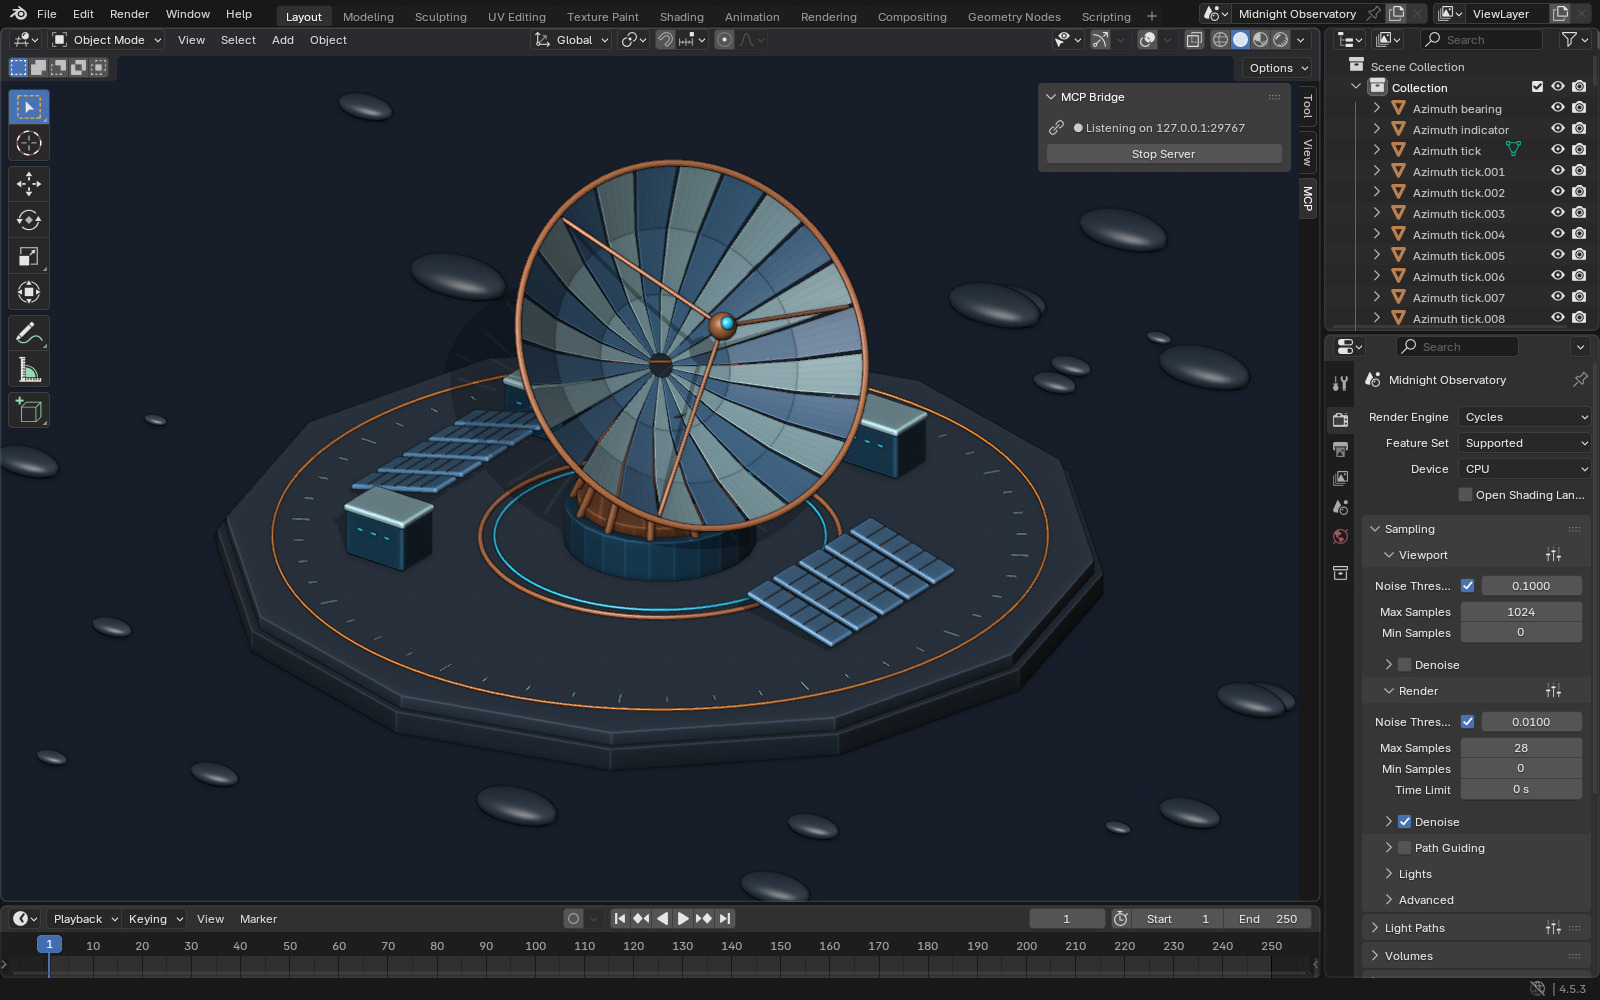 File Edit Render Window Help
Layout Modeling Sculpting UV Editing Texture Paint Shading Animation Rendering Compositing Geometry Nodes Scripting +
Midnight Observatory
ViewLayer
Object Mode View Select Add Object
Global
Options
MCP Bridge
Listening on 127.0.0.1:29767
Stop Server
Tool
View
MCP
Search
Scene Collection
Collection
Azimuth bearing
Azimuth indicator
Azimuth tick
Azimuth tick.001
Azimuth tick.002
Azimuth tick.003
Azimuth tick.004
Azimuth tick.005
Azimuth tick.006
Azimuth tick.007
Azimuth tick.008
Search
Midnight Observatory
Render Engine Cycles
Feature Set Supported
Device CPU
Open Shading Lan...
Sampling
Viewport
Noise Thres... 0.1000
Max Samples 1024
Min Samples 0
Denoise
Render
Noise Thres... 0.0100
Max Samples 28
Min Samples 0
Time Limit 0 s
Denoise
Path Guiding
Lights
Advanced
Light Paths
Volumes
Playback Keying View Marker
1
Start 1
End 250
1 10 20 30 40 50 60 70 80 90 100 110 120 130 140 150 160 170 180 190 200 210 220 230 240 250
4.5.3